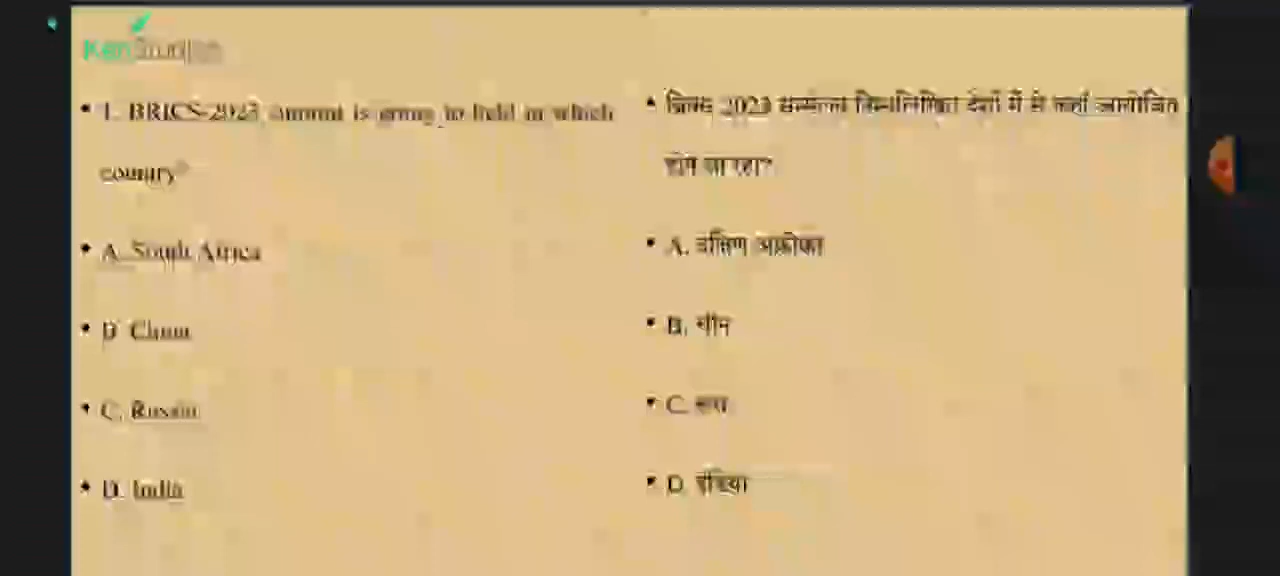 KenStudies
• 1. BRICS-2023 summit is going to held in which
country?
• A. South Africa
• B. China
• C. Russia
• D. India
• ब्रिक्स 2023 सम्मेलन निम्नलिखित देशों में से कहाँ आयोजित
होने जा रहा?
• A. दक्षिण अफ्रीका
• B. चीन
• C. रूस
• D. इंडिया